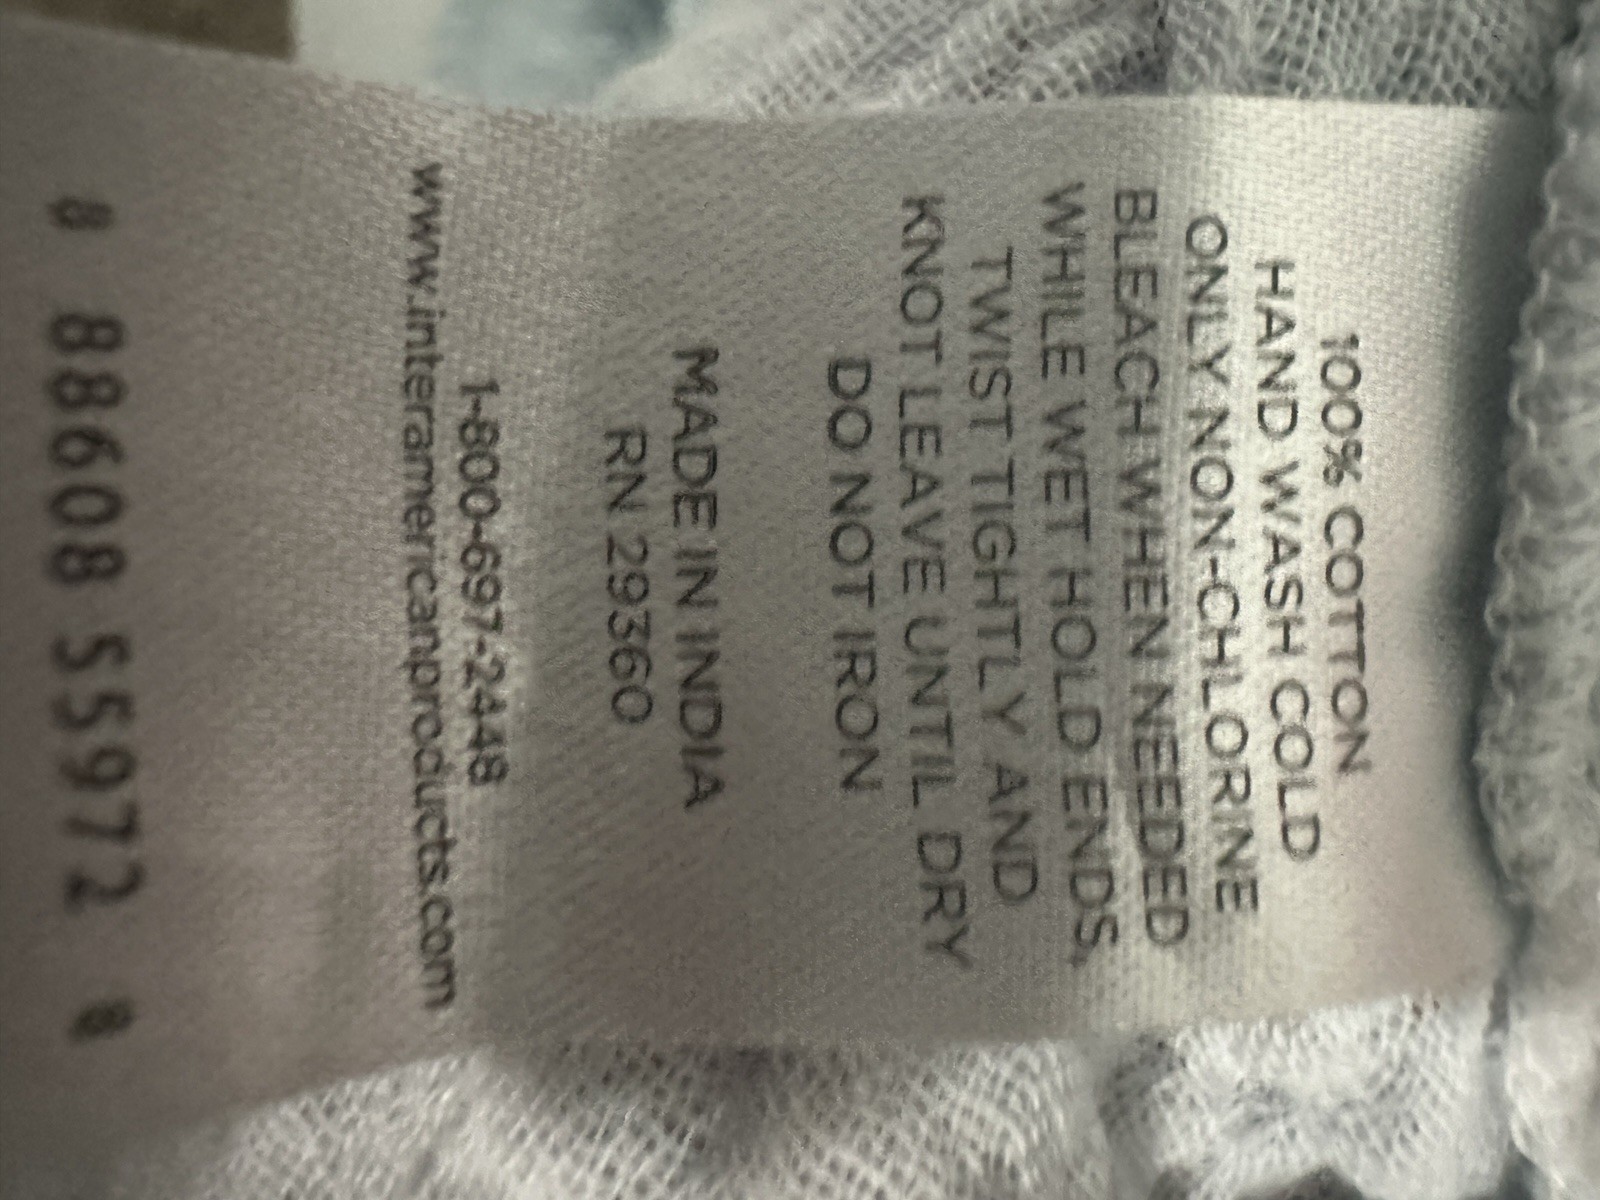 100% COTTON
HAND WASH COLD
ONLY NON-CHLORINE
BLEACH WHEN NEEDED
WHILE WET HOLD ENDS,
TWIST TIGHTLY AND
KNOT LEAVE UNTIL DRY
DO NOT IRON
MADE IN INDIA
RN 29360
1-800-697-2448
www.interamericanproducts.com
8 88608 55972 8